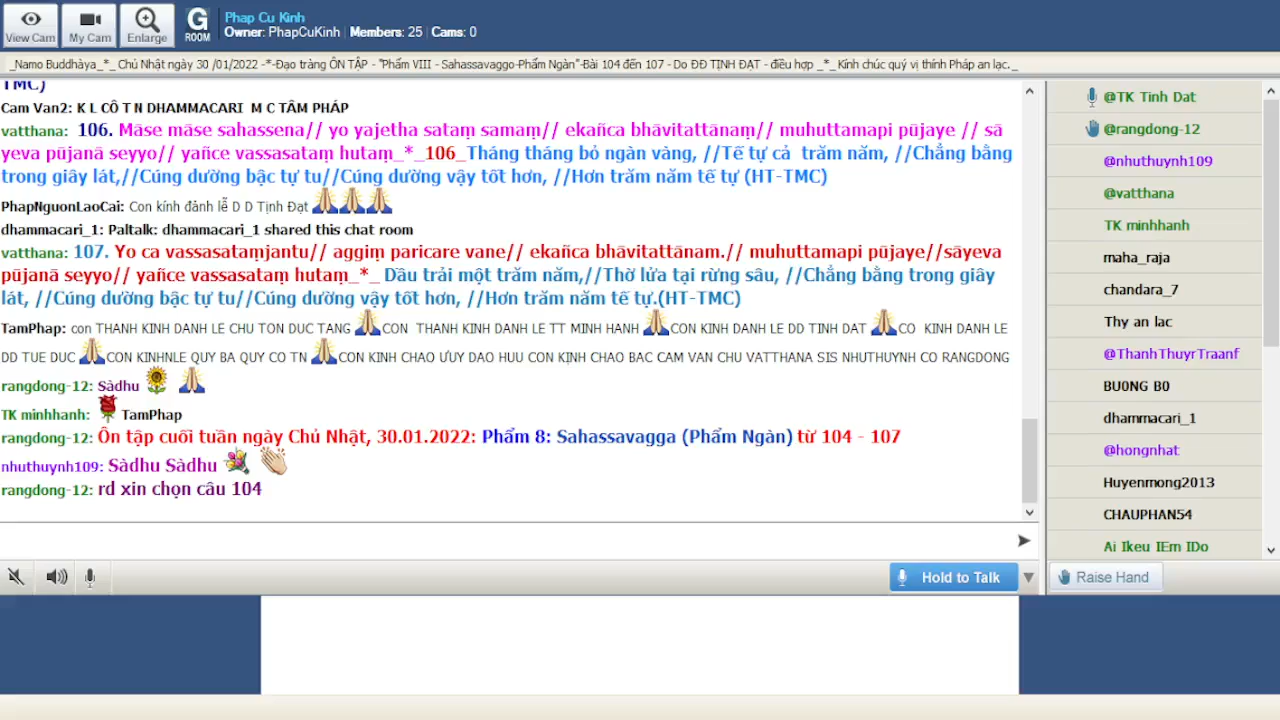 View Cam
My Cam
Enlarge
G
ROOM
Phap Cu Kinh
Owner: PhapCuKinh | Members: 25 | Cams: 0
_Namo Buddhàya_*_ Chủ Nhật ngày 30 /01/2022 -*-Đạo tràng ÔN TẬP - "Phẩm VIII - Sahassavaggo-Phẩm Ngàn"-Bài 104 đến 107 - Do ĐĐ TỊNH ĐẠT - điều hợp _*_Kính chúc quý vị thính Pháp an lạc._
TMC)
Cam Van2: K L CÔ T N DHAMMACARI  M C TÂM PHÁP
vatthana:  106. Māse māse sahassena// yo yajetha sataṃ samaṃ// ekañca bhāvitattānaṃ// muhuttamapi pūjaye // sā
yeva pūjanā seyyo// yañce vassasataṃ hutaṃ_*_106_Tháng tháng bỏ ngàn vàng, //Tế tự cả  trăm năm, //Chẳng bằng
trong giây lát,//Cúng dường bậc tự tu//Cúng dường vậy tốt hơn, //Hơn trăm năm tế tự (HT-TMC)
PhapNguonLaoCai: Con kính đảnh lễ D D Tịnh Đạt
dhammacari_1: Paltalk: dhammacari_1 shared this chat room
vatthana: 107. Yo ca vassasataṃjantu// aggiṃ paricare vane// ekañca bhāvitattānam.// muhuttamapi pūjaye//sāyeva
pūjanā seyyo// yañce vassasataṃ hutaṃ_*_ Dầu trải một trăm năm,//Thờ lửa tại rừng sâu, //Chẳng bằng trong giây
lát, //Cúng dường bậc tự tu//Cúng dường vậy tốt hơn, //Hơn trăm năm tế tự.(HT-TMC)
TamPhap: con THANH KINH DANH LE CHU TON DUC TANG CON  THANH KINH DANH LE TT MINH HANH CON KINH DANH LE DD TINH DAT CO  KINH DANH LE
DD TUE DUC CON KINHNLE QUY BA QUY CO TN CON KINH CHAO ƯUY DAO HUU CON KỊNH CHAO BAC CAM VAN CHU VATTHANA SIS NHUTHUYNH CO RANGDONG
rangdong-12: Sàdhu
TK minhhanh: TamPhap
rangdong-12: Ôn tập cuối tuần ngày Chủ Nhật, 30.01.2022: Phẩm 8: Sahassavagga (Phẩm Ngàn) từ 104 - 107
nhuthuynh109: Sàdhu Sàdhu
rangdong-12: rd xin chọn câu 104
Hold to Talk
@TK Tinh Dat
@rangdong-12
@nhuthuynh109
@vatthana
TK minhhanh
maha_raja
chandara_7
Thy an lac
@ThanhThuyrTraanf
BU0NG B0
dhammacari_1
@hongnhat
Huyenmong2013
CHAUPHAN54
Ai Ikeu IEm IDo
Raise Hand